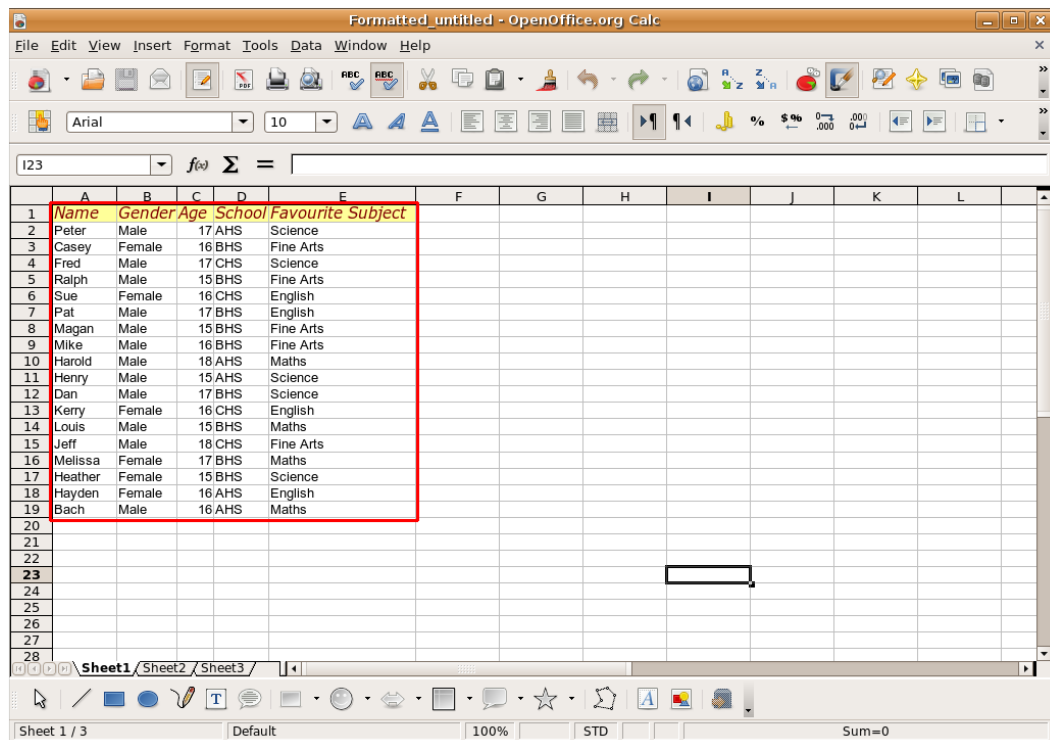 Formatted_untitled - OpenOffice.org Calc
File Edit View Insert Format Tools Data Window Help
PDF ABC ABC A Z Z A
Arial 10 A A A % $% 0.000 .000 0
I23 f(x) Σ =
A B C D E F G H I J K L
1 Name Gender Age School Favourite Subject
2 Peter Male 17 AHS Science
3 Casey Female 16 BHS Fine Arts
4 Fred Male 17 CHS Science
5 Ralph Male 15 BHS Fine Arts
6 Sue Female 16 CHS English
7 Pat Male 17 BHS English
8 Magan Male 15 BHS Fine Arts
9 Mike Male 16 BHS Fine Arts
10 Harold Male 18 AHS Maths
11 Henry Male 15 AHS Science
12 Dan Male 17 BHS Science
13 Kerry Female 16 CHS English
14 Louis Male 15 BHS Maths
15 Jeff Male 18 CHS Fine Arts
16 Melissa Female 17 BHS Maths
17 Heather Female 15 BHS Science
18 Hayden Female 16 AHS English
19 Bach Male 16 AHS Maths
20
21
22
23
24
25
26
27
28
Sheet1 Sheet2 Sheet3
T A
Sheet 1 / 3 Default 100% STD Sum=0